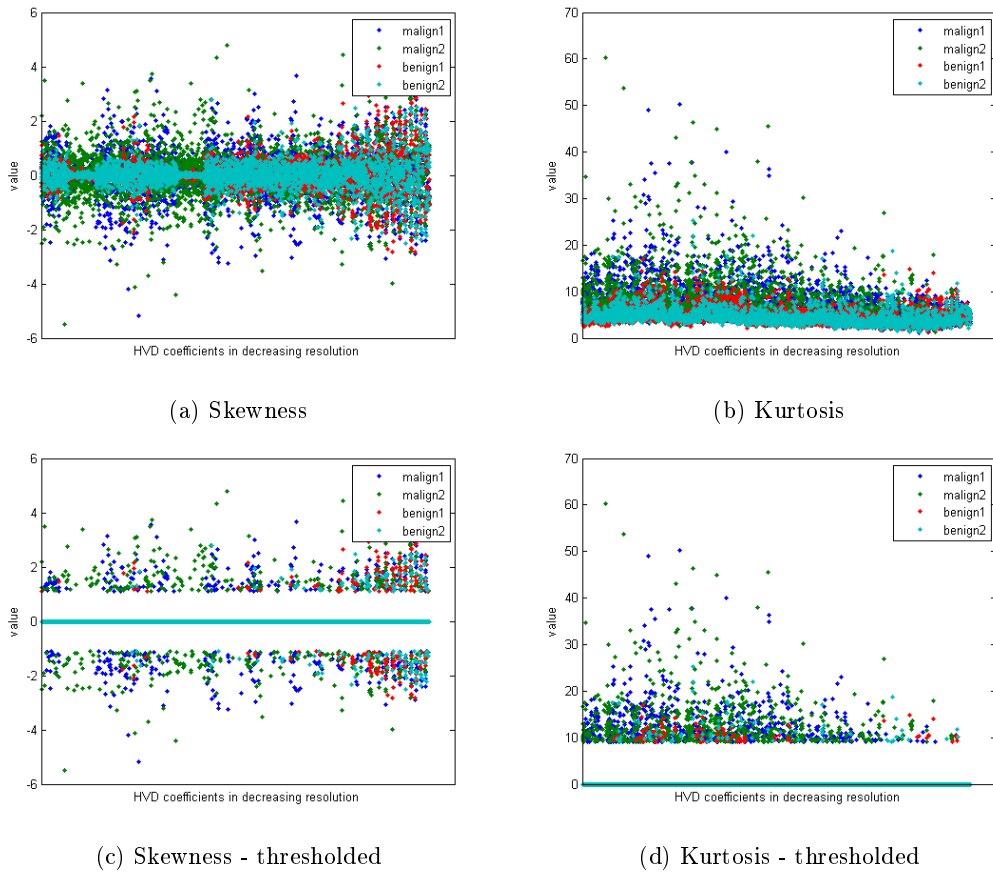 6
4
2
0
-2
-4
-6
value
malign1
malign2
benign1
benign2
HVD coefficients in decreasing resolution
(a) Skewness
70
60
50
40
30
20
10
0
value
malign1
malign2
benign1
benign2
HVD coefficients in decreasing resolution
(b) Kurtosis
6
4
2
0
-2
-4
-6
value
malign1
malign2
benign1
benign2
HVD coefficients in decreasing resolution
(c) Skewness - thresholded
70
60
50
40
30
20
10
0
value
malign1
malign2
benign1
benign2
HVD coefficients in decreasing resolution
(d) Kurtosis - thresholded